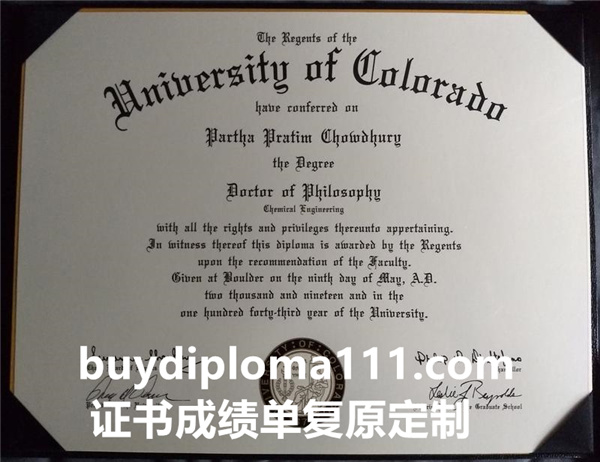 The Regents of the
University of Colorado
have conferred on
Partha Pratim Chowdhury
the Degree
Doctor of Philosophy
Chemical Engineering
with all the rights and privileges thereunto appertaining.
In witness thereof this diploma is awarded by the Regents
upon the recommendation of the Faculty.
Given at Boulder on the ninth day of May, A.D.
two thousand and nineteen and in the
one hundred forty-third year of the University.
buydiploma111.com
证书成绩单复原定制
Graduate School